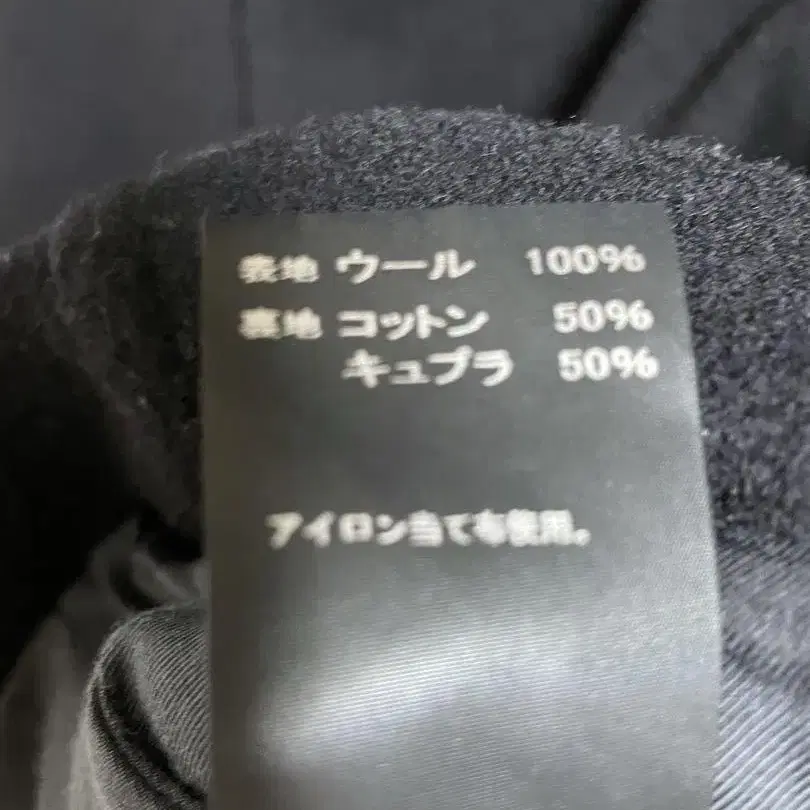 表地 ウール 100%
裏地 コットン 50%
キュプラ 50%
アイロン当て布使用。